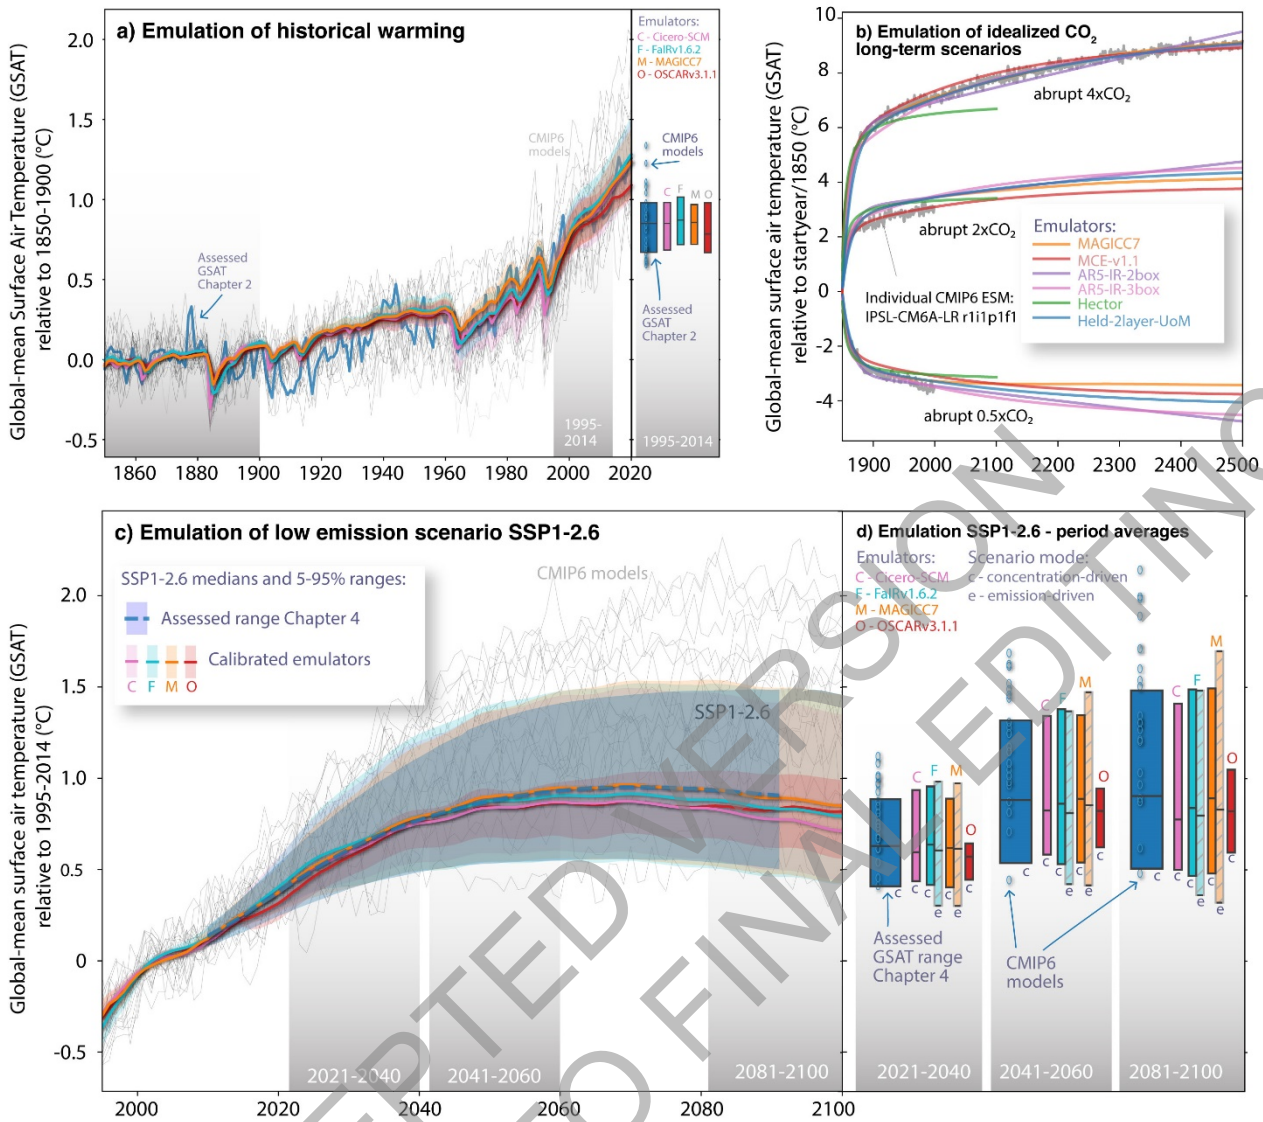 a) Emulation of historical warming
Global-mean Surface Air Temperature (GSAT)
relative to 1850-1900 (°C)
2.0
1.5
1.0
0.5
0.0
-0.5
1860
1880
1900
1920
1940
1960
1980
2000
2020
Assessed
GSAT
Chapter 2
CMIP6
models
1995-
2014
Emulators:
C - Cicero-SCM
F - FaIRv1.6.2
M - MAGICC7
O - OSCARv3.1.1
CMIP6
models
C
F
M
O
Assessed
GSAT
Chapter 2
1995-2014
b) Emulation of idealized CO2
long-term scenarios
Global-mean surface air temperature (GSAT)
relative to startyear/1850 (°C)
10
8
6
4
2
0
-2
-4
1900
2000
2100
2200
2300
2400
2500
abrupt 4xCO2
abrupt 2xCO2
Individual CMIP6 ESM:
IPSL-CM6A-LR r1i1p1f1
abrupt 0.5xCO2
Emulators:
MAGICC7
MCE-v1.1
AR5-IR-2box
AR5-IR-3box
Hector
Held-2layer-UoM
c) Emulation of low emission scenario SSP1-2.6
Global-mean surface air temperature (GSAT)
relative to 1995-2014 (°C)
2.0
1.5
1.0
0.5
0
-0.5
2000
2020
2040
2060
2080
2100
SSP1-2.6 medians and 5-95% ranges:
Assessed range Chapter 4
Calibrated emulators
C F M O
CMIP6 models
SSP1-2.6
2021-2040
2041-2060
2081-2100
d) Emulation SSP1-2.6 - period averages
Emulators:
C - Cicero-SCM
F - FaIRv1.6.2
M - MAGICC7
O - OSCARv3.1.1
Scenario mode:
c - concentration-driven
e - emission-driven
C F M O
c c e c e c
C F M O
c c c e c e c
C F M O
c c c e c e c
Assessed
GSAT range
Chapter 4
CMIP6
models
2021-2040
2041-2060
2081-2100